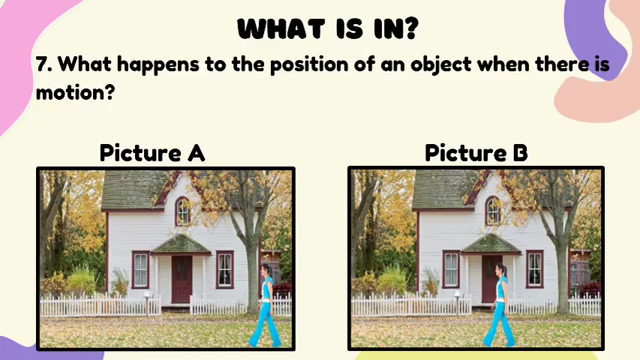 WHAT IS IN?
7. What happens to the position of an object when there is
motion?
Picture A
Picture B